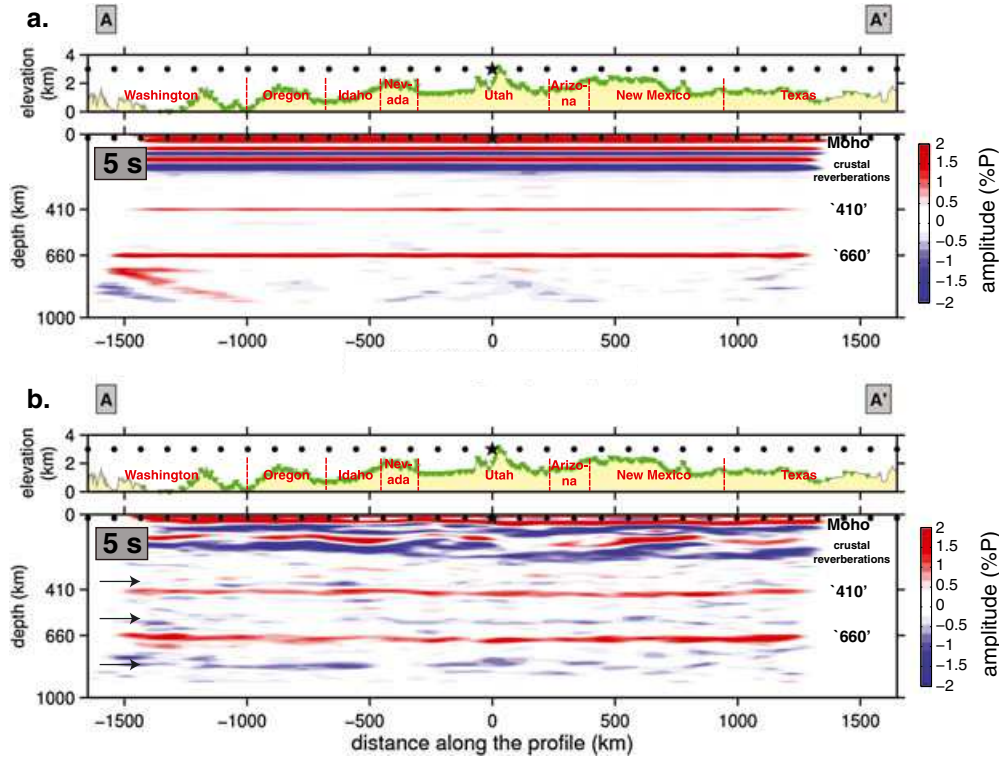 a.
A
A'
elevation
(km)
4
2
0
Washington
Oregon
Idaho
Nev-
ada
Utah
Arizo-
na
New Mexico
Texas
5 s
depth (km)
0
410
660
1000
Moho
crustal
reverberations
`410'
`660'
−1500
−1000
−500
0
500
1000
1500
2
1.5
1
0.5
0
−0.5
−1
−1.5
−2
amplitude (%P)
b.
A
A'
elevation
(km)
4
2
0
Washington
Oregon
Idaho
Nev-
ada
Utah
Arizo-
na
New Mexico
Texas
5 s
depth (km)
0
410
660
1000
Moho
crustal
reverberations
`410'
`660'
−1500
−1000
−500
0
500
1000
1500
distance along the profile (km)
2
1.5
1
0.5
0
−0.5
−1
−1.5
−2
amplitude (%P)